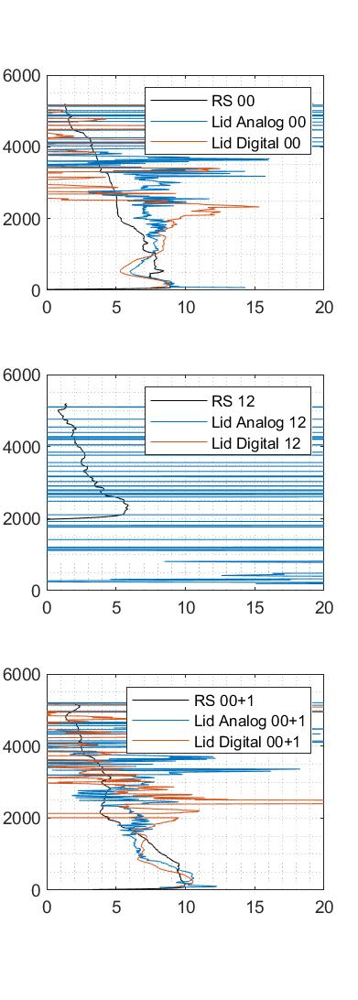 6000
RS 00
Lid Analog 00
Lid Digital 00
4000
2000
0
0 5 10 15 20
6000
RS 12
Lid Analog 12
Lid Digital 12
4000
2000
0
0 5 10 15 20
6000
RS 00+1
Lid Analog 00+1
Lid Digital 00+1
4000
2000
0
0 5 10 15 20